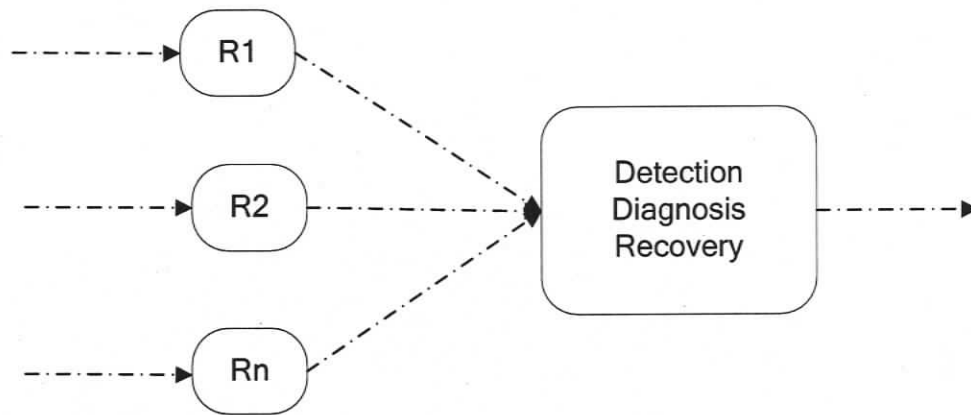 R1
R2
Rn
Detection
Diagnosis
Recovery